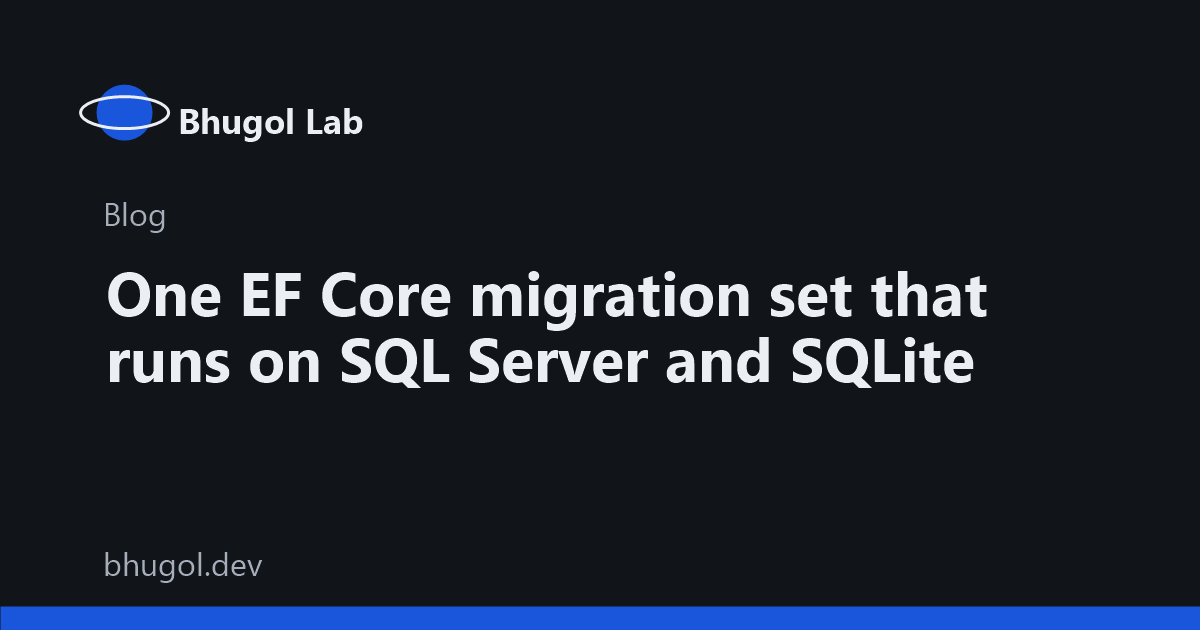 Bhugol Lab
Blog
One EF Core migration set that
runs on SQL Server and SQLite
bhugol.dev